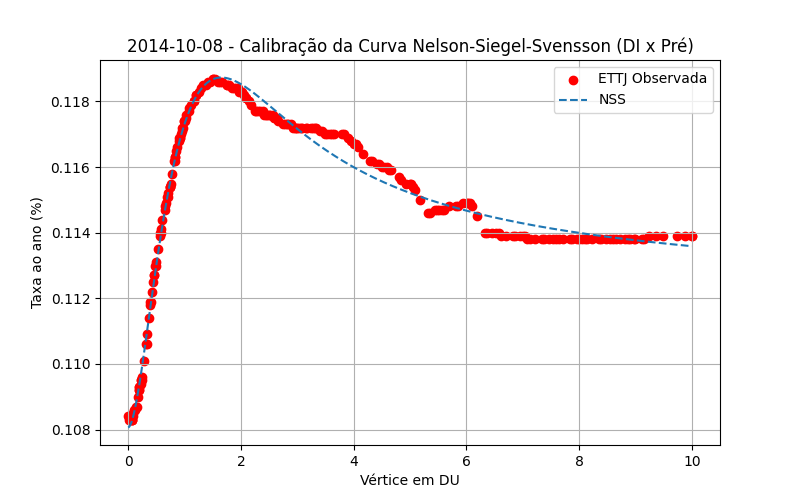 2014-10-08 - Calibração da Curva Nelson-Siegel-Svensson (DI x Pré)
ETTJ Observada
NSS
Taxa ao ano (%)
0.118
0.116
0.114
0.112
0.110
0.108
0
2
4
6
8
10
Vértice em DU